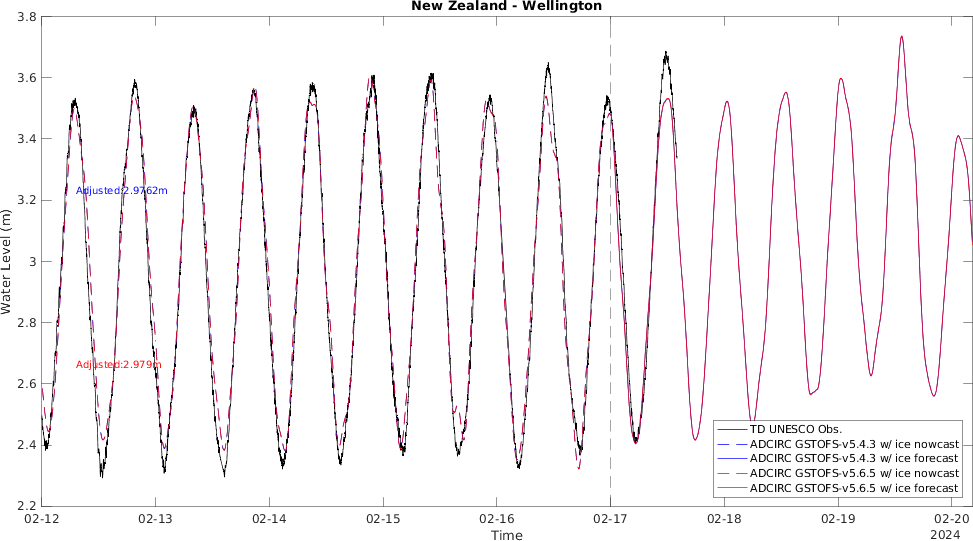 New Zealand - Wellington
3.8
3.6
3.4
3.2
3
2.8
2.6
2.4
2.2
Water Level (m)
Adjusted:2.9762m
Adjusted:2.979m
TD UNESCO Obs.
ADCIRC GSTOFS-v5.4.3 w/ ice nowcast
ADCIRC GSTOFS-v5.4.3 w/ ice forecast
ADCIRC GSTOFS-v5.6.5 w/ ice nowcast
ADCIRC GSTOFS-v5.6.5 w/ ice forecast
02-12 02-13 02-14 02-15 02-16 02-17 02-18 02-19 02-20
Time
2024